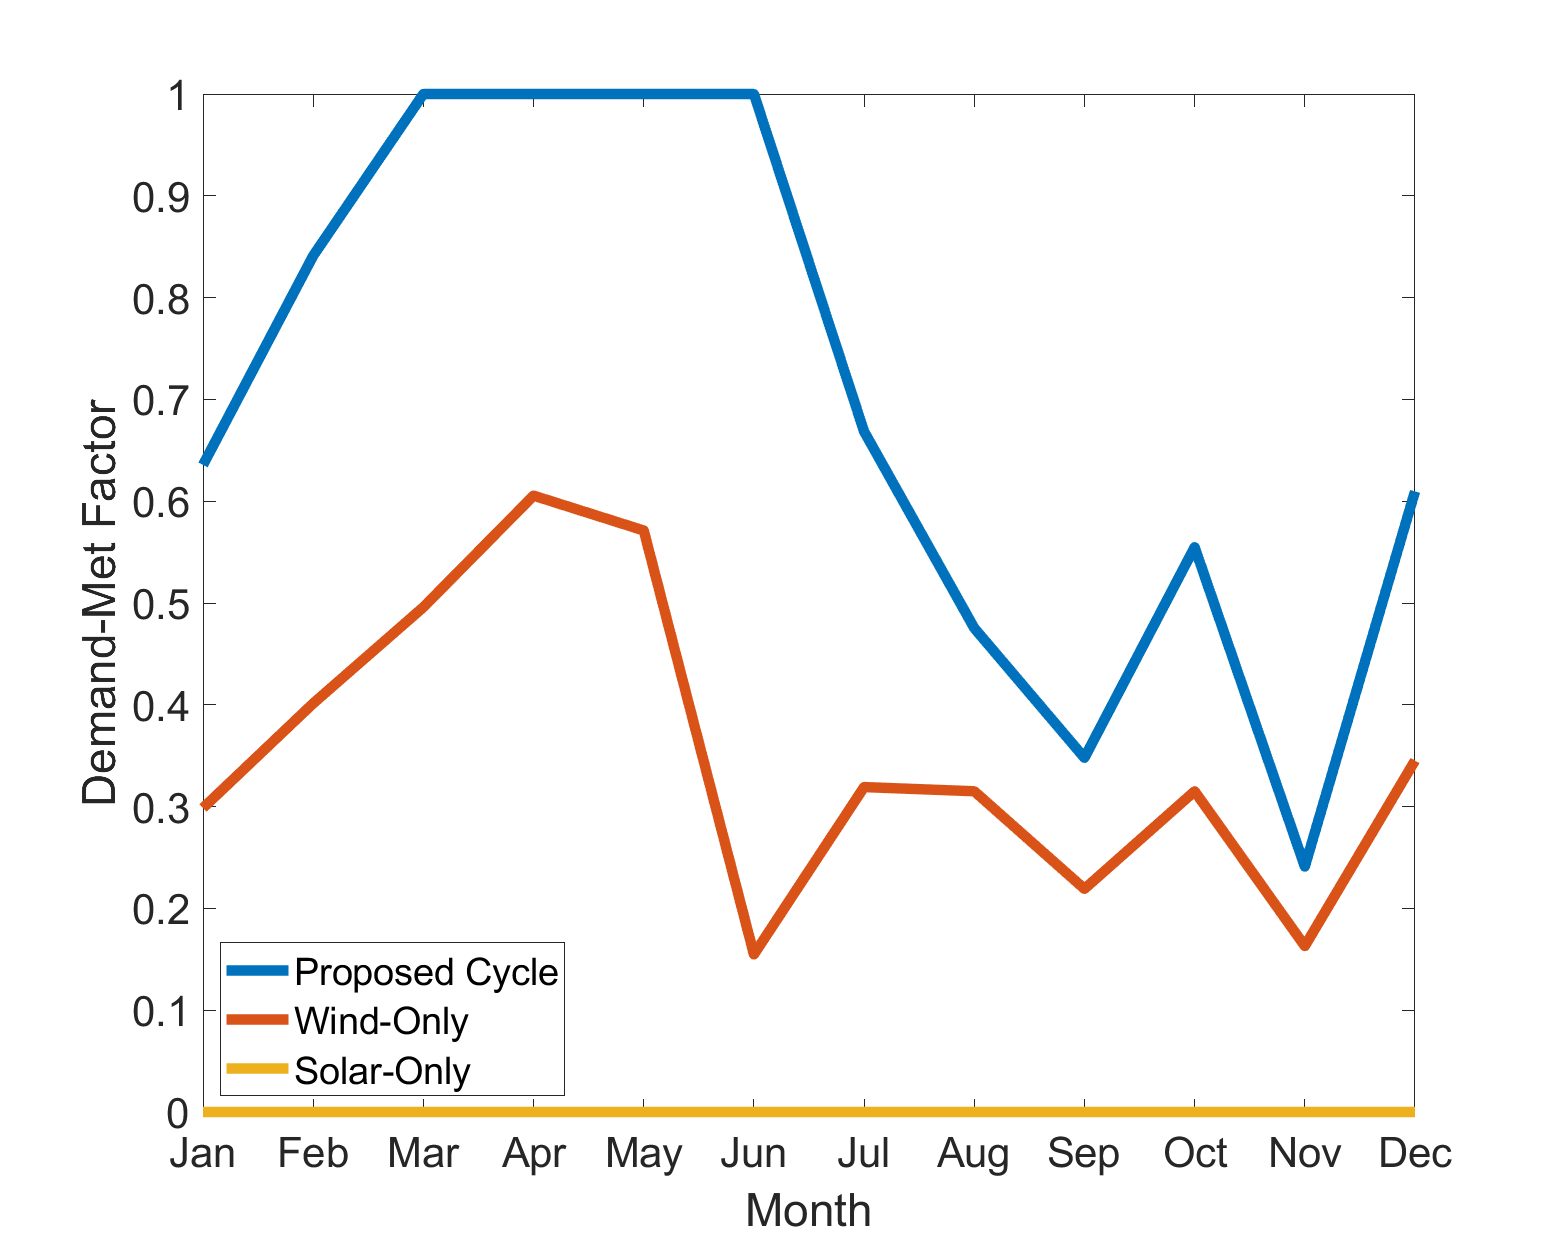 1
0.9
0.8
0.7
0.6
0.5
0.4
0.3
0.2
0.1
0
Demand-Met Factor
Proposed Cycle
Wind-Only
Solar-Only
Jan Feb Mar Apr May Jun Jul Aug Sep Oct Nov Dec
Month